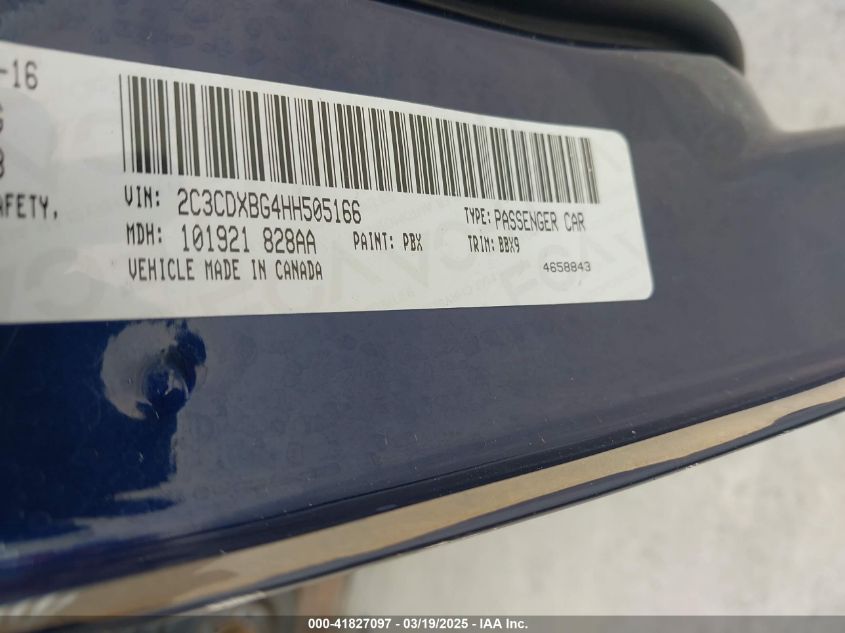 -16
AFETY.
VIN: 2C3CDXBG4HH505166 TYPE: PASSENGER CAR
MDH: 101921 828AA PAINT: PBX TRIM: BBX9
VEHICLE MADE IN CANADA 4658843
000-41827097 - 03/19/2025 - IAA Inc.